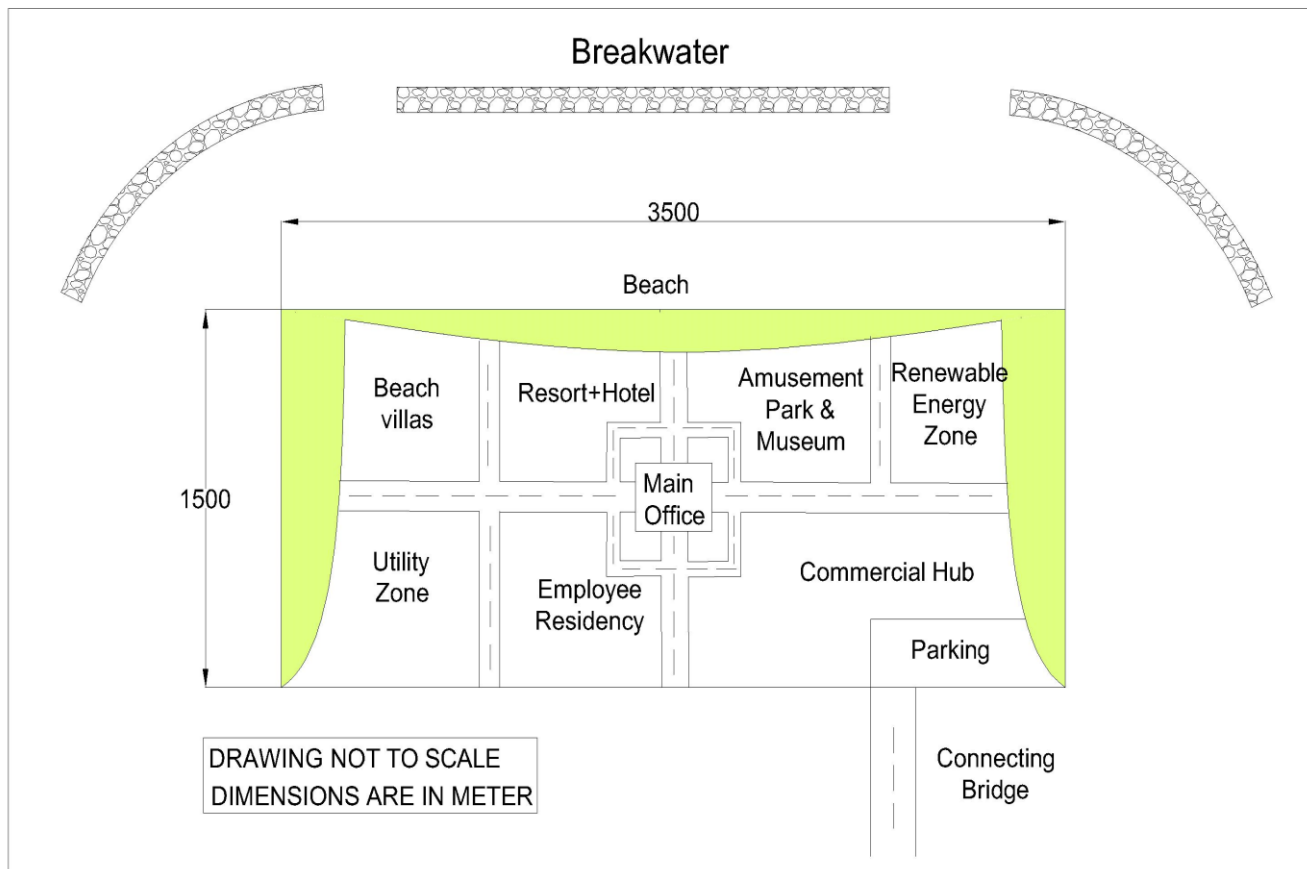 Breakwater
3500
Beach
Beach
villas
Resort+Hotel
Amusement
Park &
Museum
Renewable
Energy
Zone
1500
Main
Office
Utility
Zone
Employee
Residency
Commercial Hub
Parking
DRAWING NOT TO SCALE
DIMENSIONS ARE IN METER
Connecting
Bridge